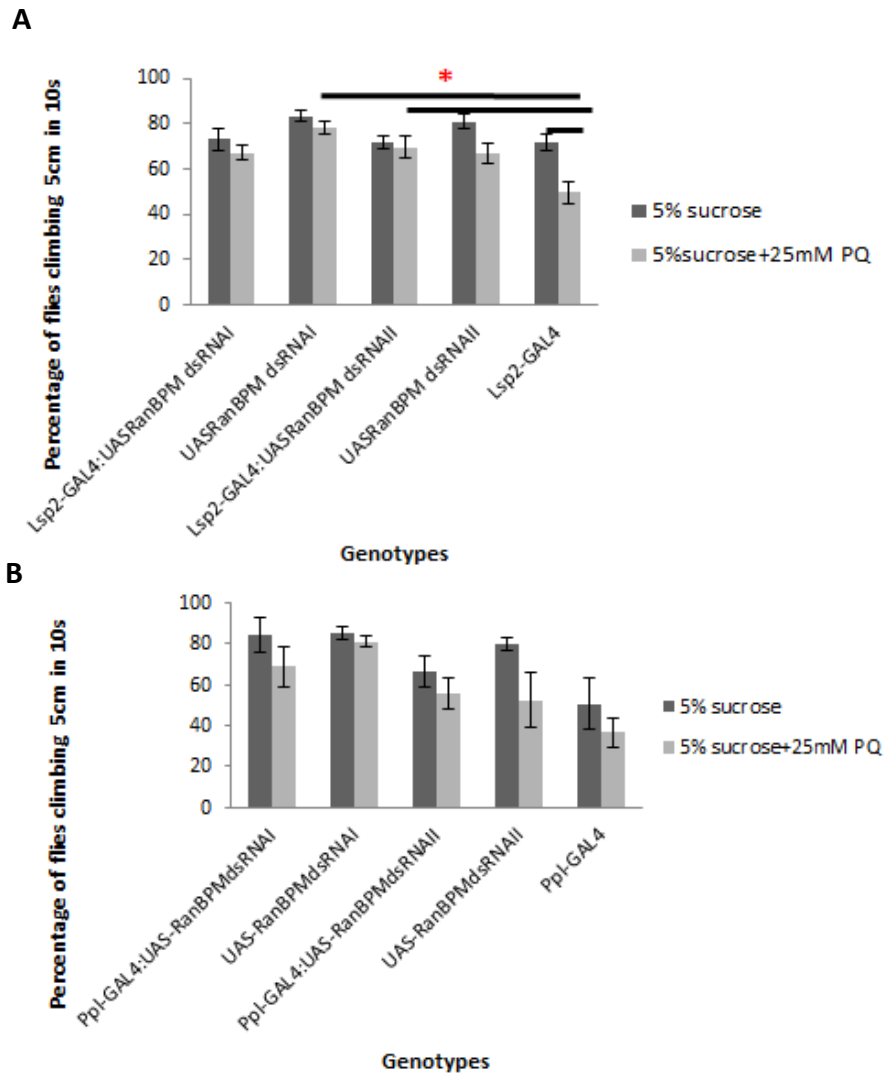 A
Percentage of flies climbing 5cm in 10s
100
80
60
40
20
0
*
5% sucrose
5%sucrose+25mM PQ
Lsp2-GAL4:UASRanBPM dsRNAI
UASRanBPM dsRNAI
Lsp2-GAL4:UASRanBPM dsRNAII
UASRanBPM dsRNAII
Lsp2-GAL4
Genotypes
B
Percentage of flies climbing 5cm in 10s
100
80
60
40
20
0
5% sucrose
5% sucrose+25mM PQ
Ppl-GAL4:UAS-RanBPMdsRNAI
UAS-RanBPMdsRNAI
Ppl-GAL4:UAS-RanBPMdsRNAII
UAS-RanBPMdsRNAII
Ppl-GAL4
Genotypes